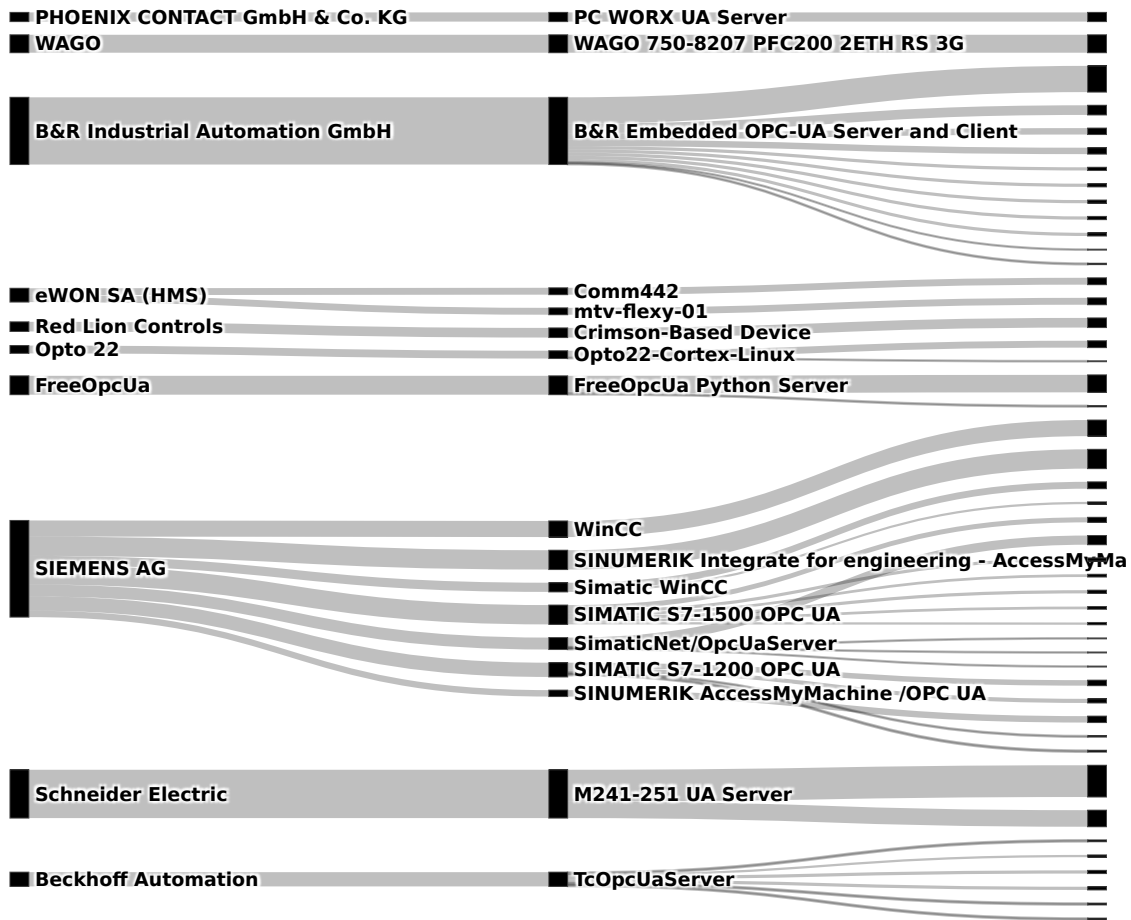 PHOENIX CONTACT GmbH & Co. KG
PC WORX UA Server
WAGO
WAGO 750-8207 PFC200 2ETH RS 3G
B&R Industrial Automation GmbH
B&R Embedded OPC-UA Server and Client
eWON SA (HMS)
Comm442
mtv-flexy-01
Red Lion Controls
Crimson-Based Device
Opto 22
Opto22-Cortex-Linux
FreeOpcUa
FreeOpcUa Python Server
WinCC
SIEMENS AG
SINUMERIK Integrate for engineering - AccessMyMa
Simatic WinCC
SIMATIC S7-1500 OPC UA
SimaticNet/OpcUaServer
SIMATIC S7-1200 OPC UA
SINUMERIK AccessMyMachine /OPC UA
Schneider Electric
M241-251 UA Server
Beckhoff Automation
TcOpcUaServer